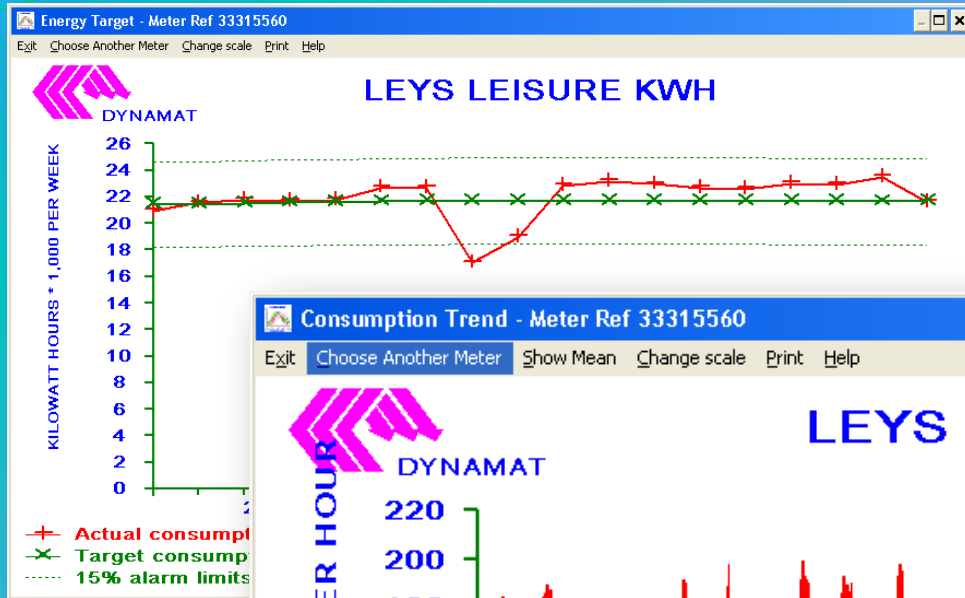 Energy Target - Meter Ref 33315560
Exit Choose Another Meter Change scale Print Help
DYNAMAT
LEYS LEISURE KWH
KILOWATT HOURS * 1,000 PER WEEK
26
24
22
20
18
16
14
12
10
8
6
4
2
0
Actual consumpt
Target consump
15% alarm limits
Consumption Trend - Meter Ref 33315560
Exit Choose Another Meter Show Mean Change scale Print Help
DYNAMAT
LEYS
ER HOUR
220
200